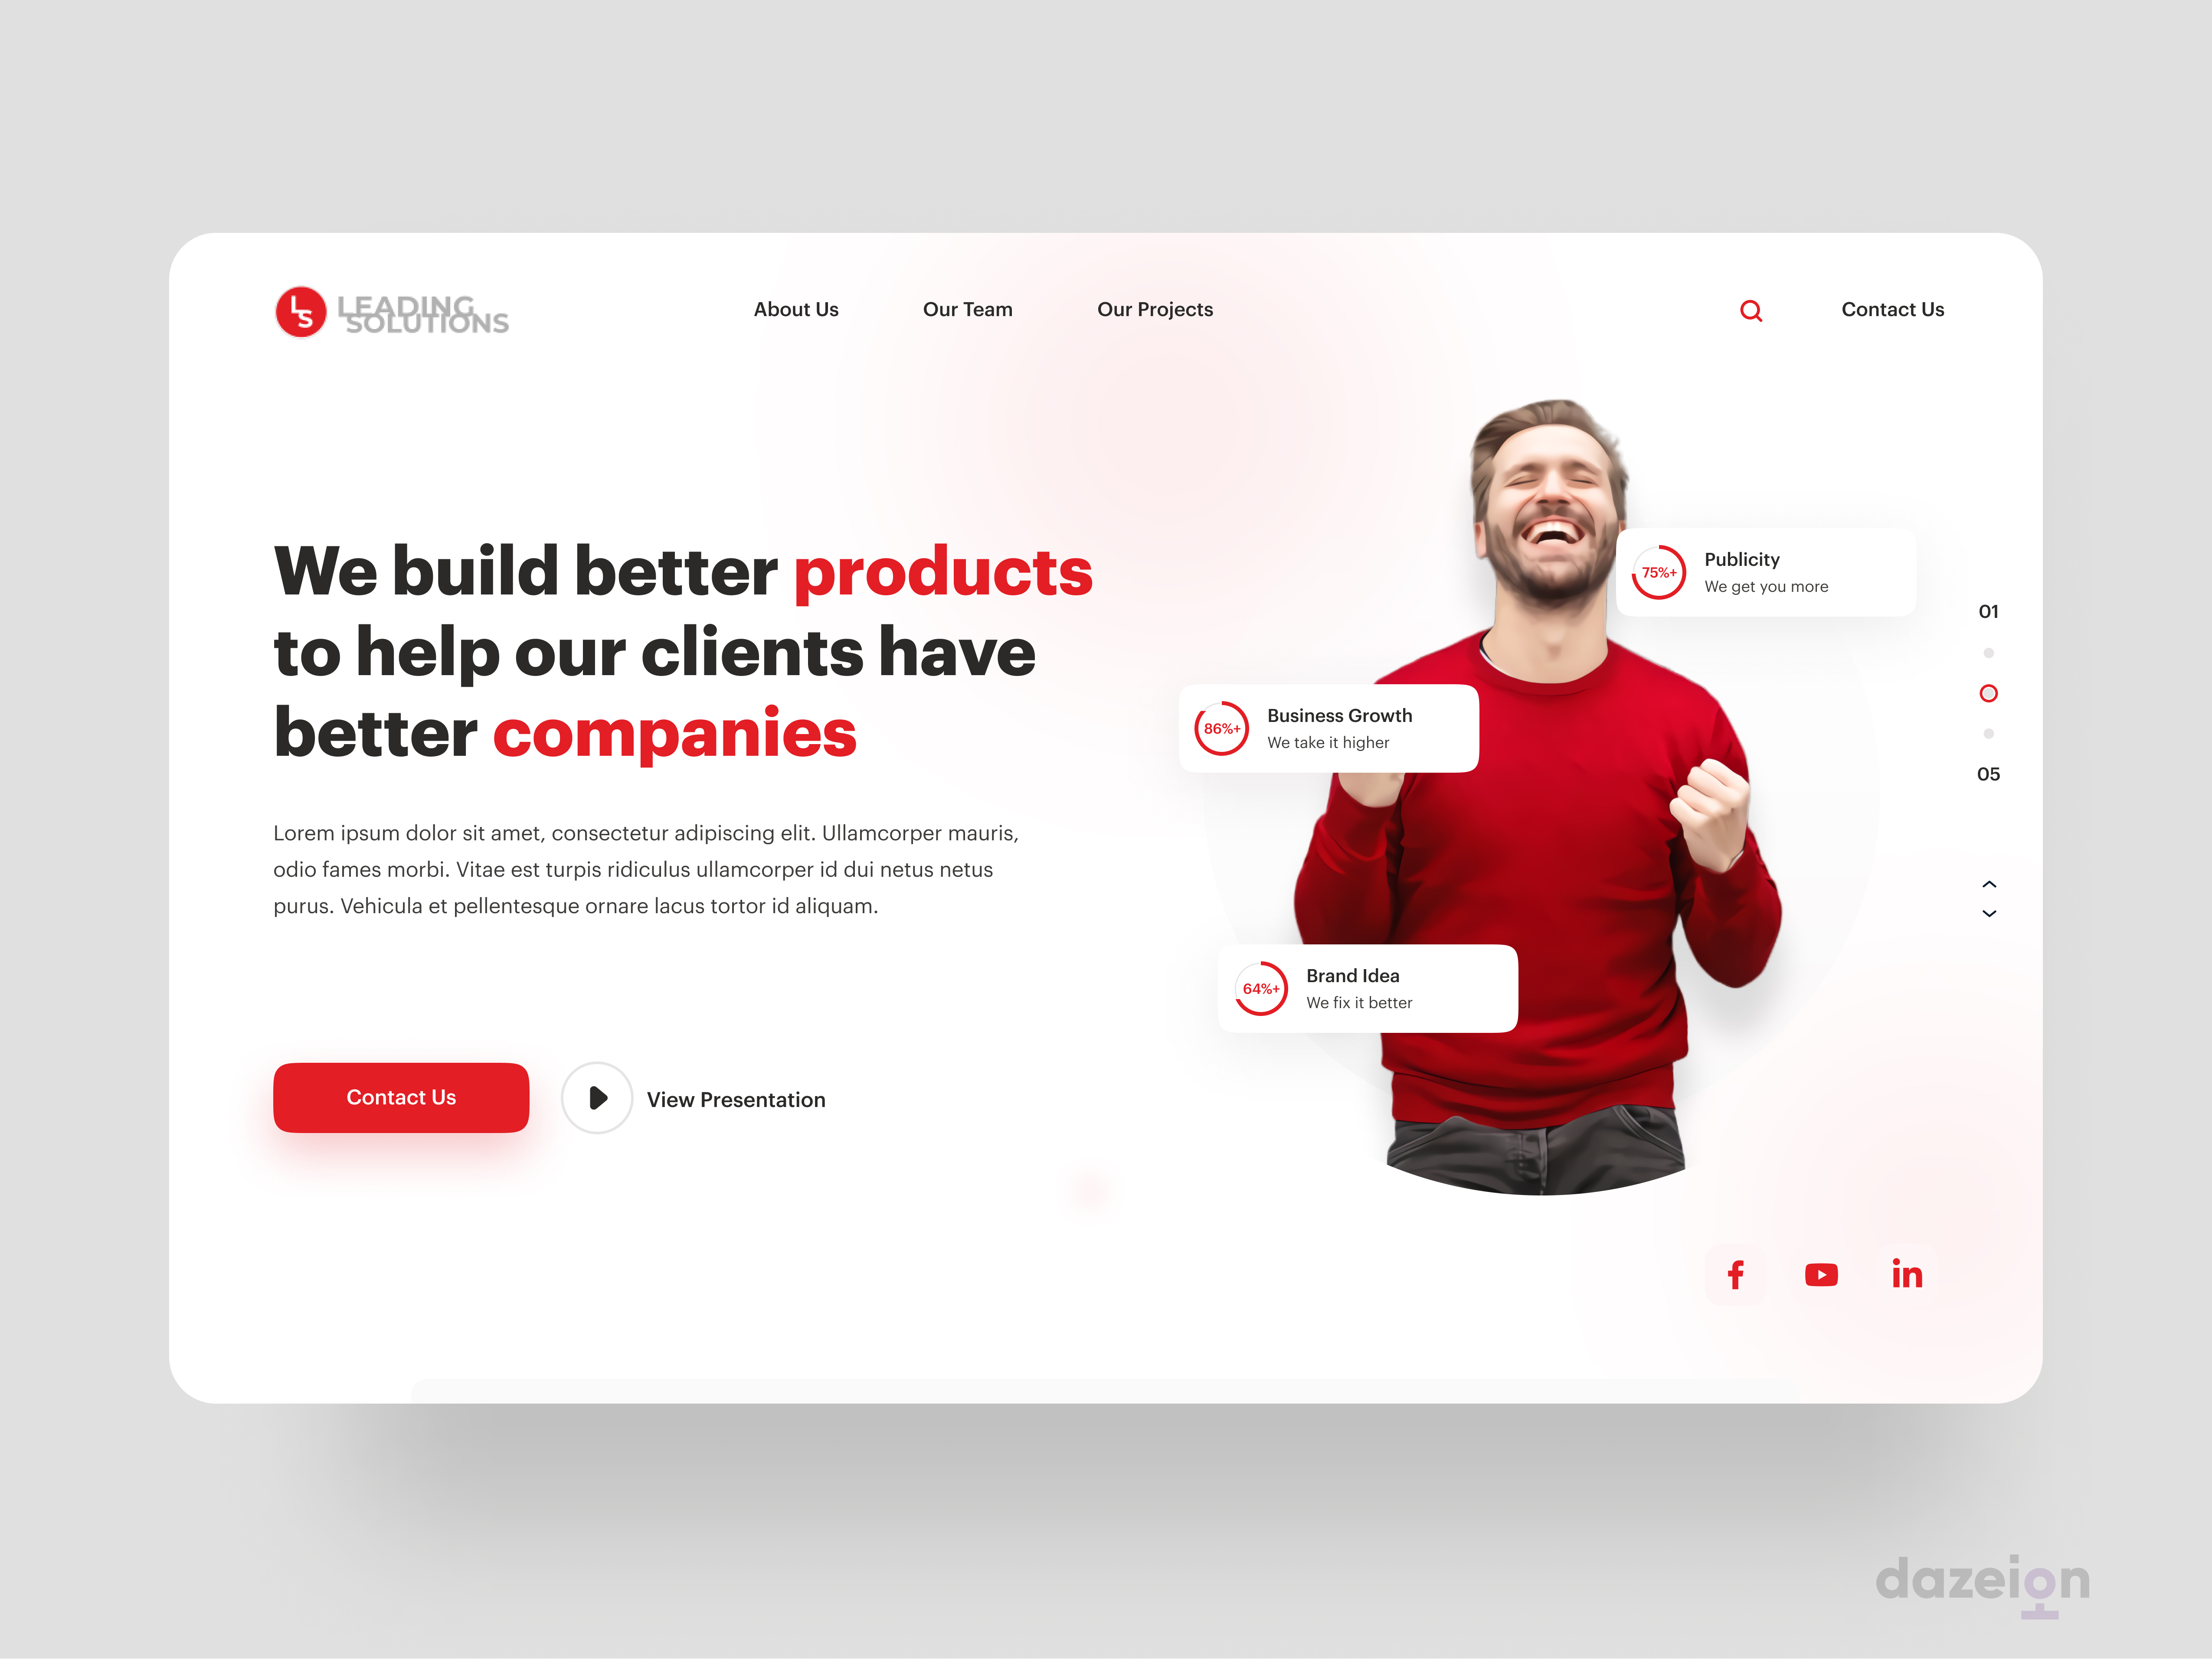 LS
LEADING
SOLUTIONS
About Us
Our Team
Our Projects
Contact Us
We build better products
to help our clients have
better companies
Lorem ipsum dolor sit amet, consectetur adipiscing elit. Ullamcorper mauris,
odio fames morbi. Vitae est turpis ridiculus ullamcorper id dui netus netus
purus. Vehicula et pellentesque ornare lacus tortor id aliquam.
Contact Us
View Presentation
75%+
Publicity
We get you more
86%+
Business Growth
We take it higher
64%+
Brand Idea
We fix it better
01
05
f
in
dazeion